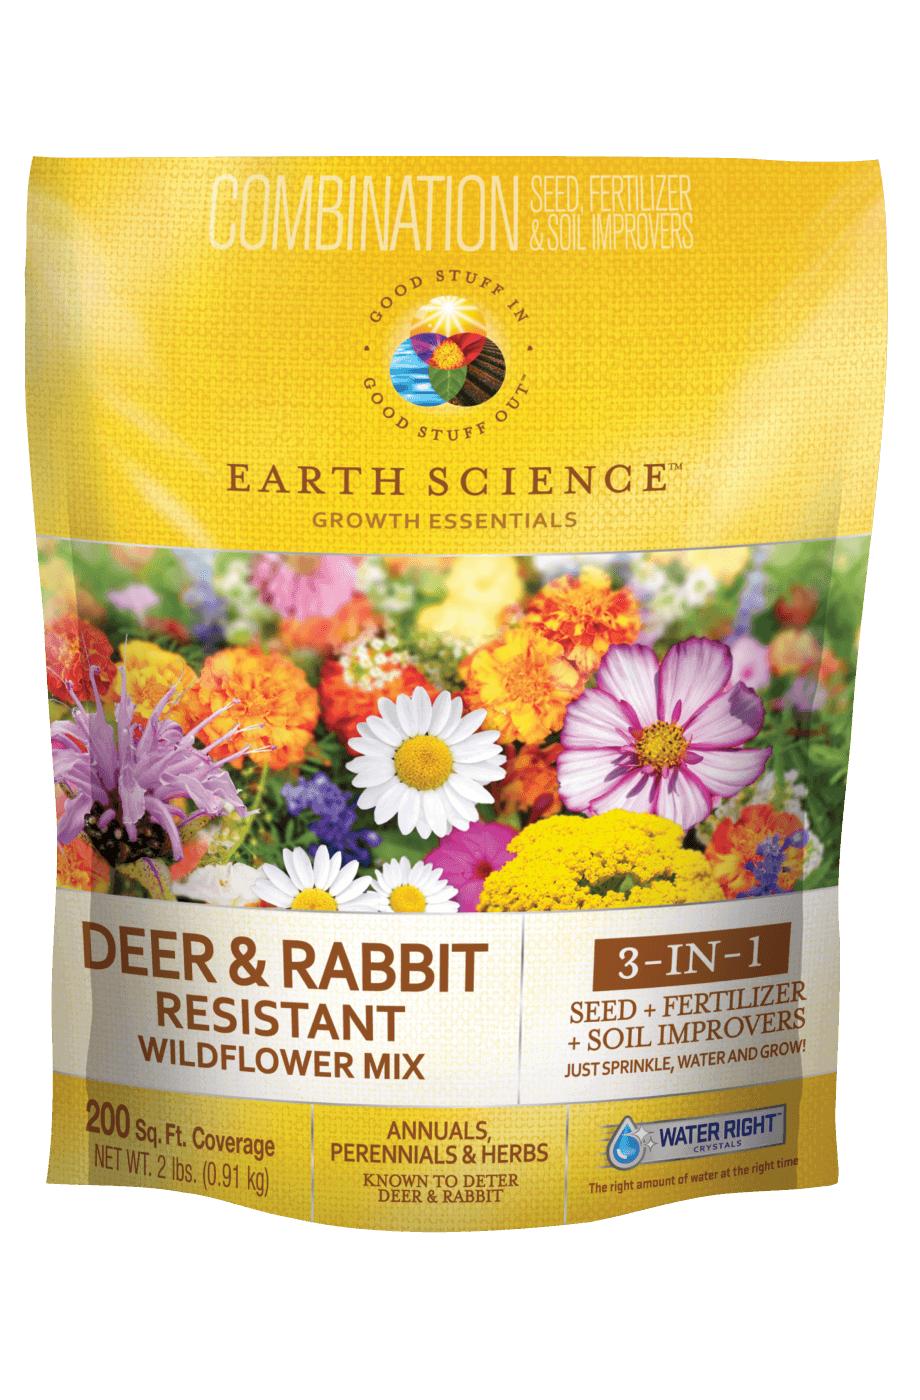 COMBINATION SEED, FERTILIZER
& SOIL IMPROVERS
GOOD STUFF IN
GOOD STUFF OUT™
EARTH SCIENCE™
GROWTH ESSENTIALS
DEER & RABBIT
RESISTANT
WILDFLOWER MIX
3-IN-1
SEED + FERTILIZER
+ SOIL IMPROVERS
JUST SPRINKLE, WATER AND GROW!
200 Sq. Ft. Coverage
NET WT. 2 lbs. (0.91 kg)
ANNUALS,
PERENNIALS & HERBS
KNOWN TO DETER
DEER & RABBIT
WATER RIGHT™
CRYSTALS
The right amount of water at the right time